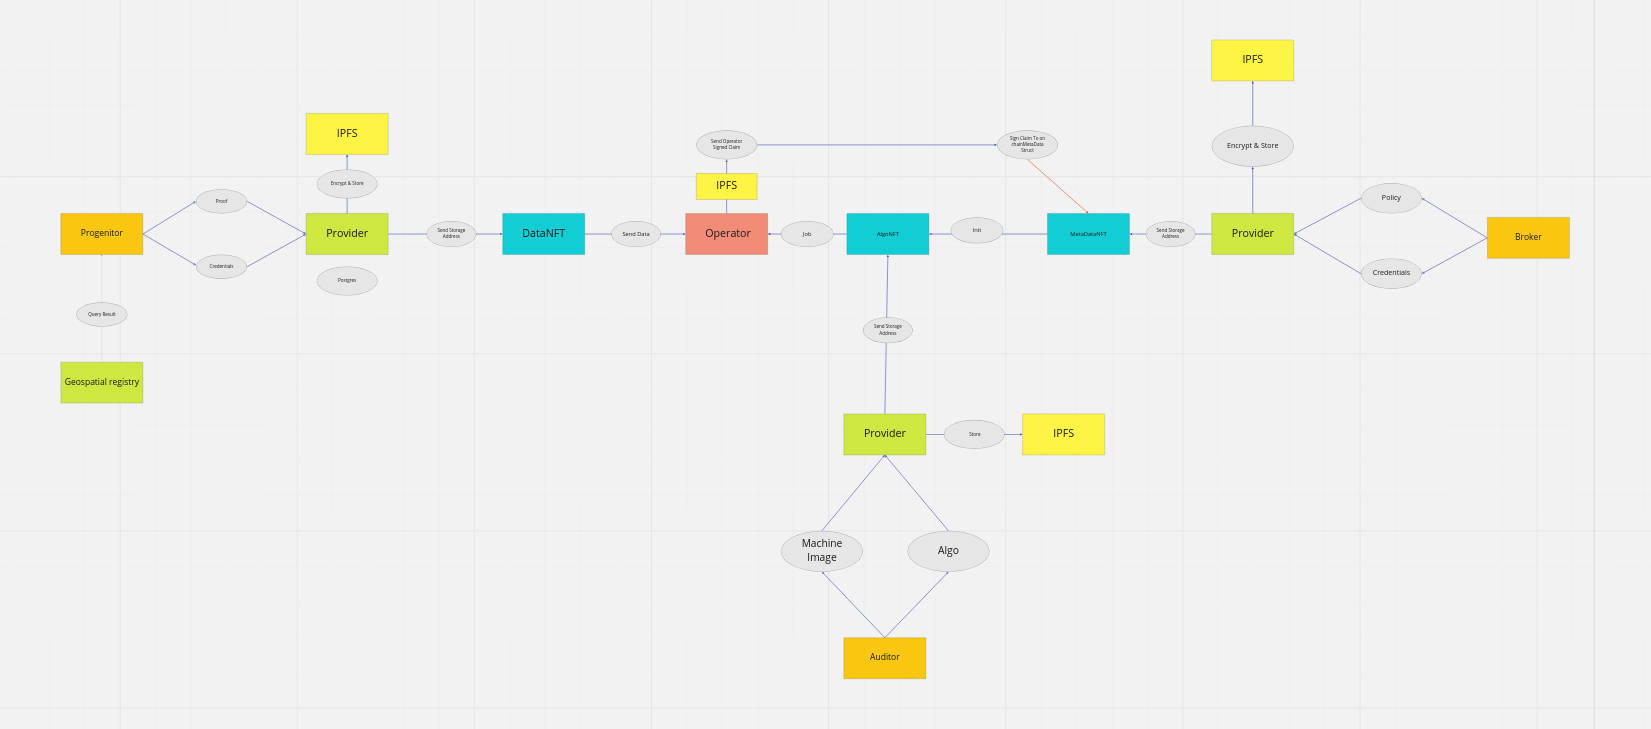 IPFS
IPFS
Send Operator
Signed Claim
Sign Claim To on
chainMetaData
Struct
Encrypt & Store
Encrypt & Store
IPFS
Proof
Policy
Progenitor
Provider
Send Storage
Address
DataNFT
Send Data
Operator
Job
AlgoNFT
Init
MetaDataNFT
Send Storage
Address
Provider
Broker
Credentials
Credentials
Postgres
Query Result
Send Storage
Address
Geospatial registry
Provider
Store
IPFS
Machine
Image
Algo
Auditor